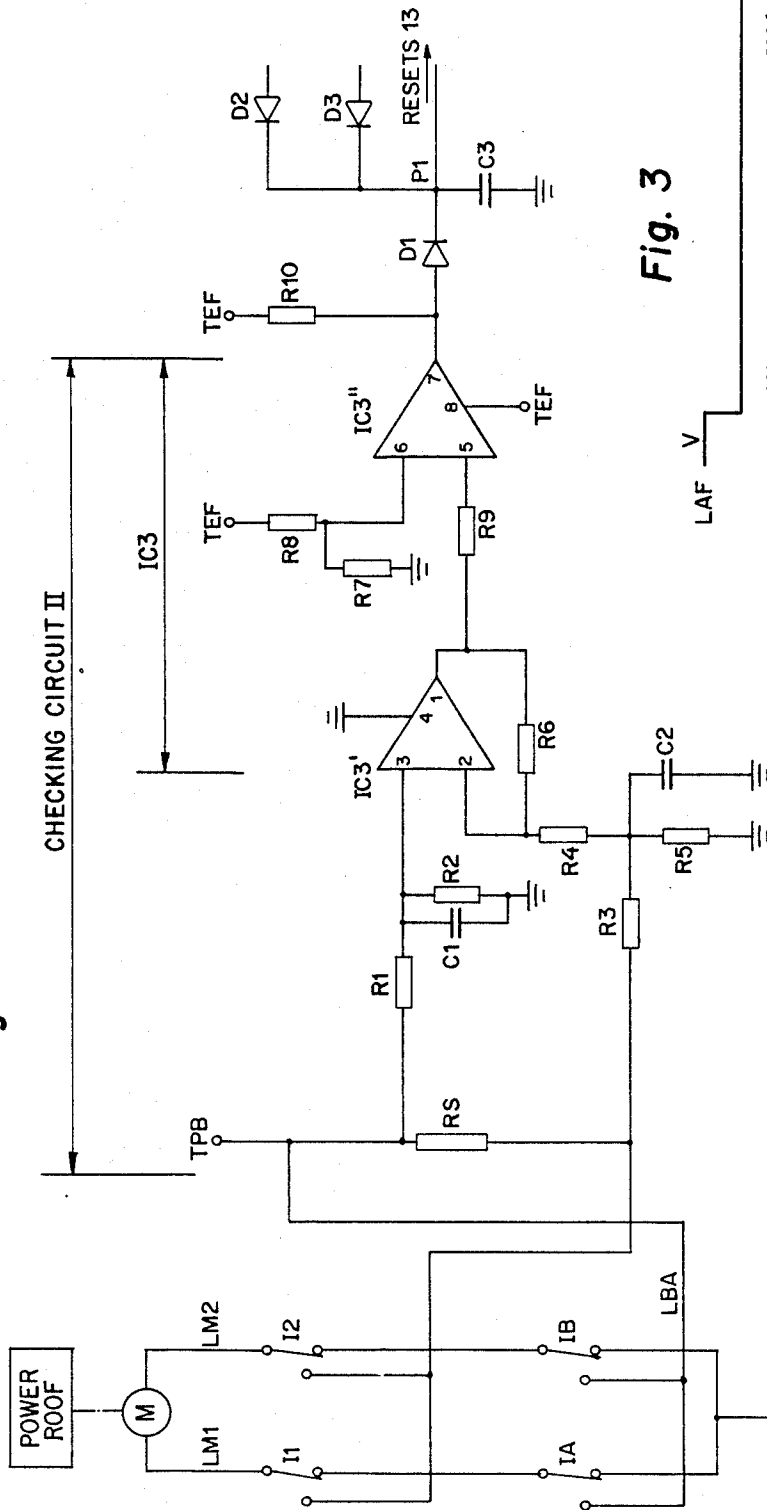 CHECKING CIRCUIT II
IC3
POWER
ROOF
M
LM1
LM2
I1
I2
IA
IB
LBA
TPB
RS
R1
C1
R2
R3
R4
R5
C2
R6
IC3'
3
2
4
1
TEF
R8
R7
R9
IC3"
6
5
7
8
TEF
TEF
R10
D1
D2
D3
P1
C3
RESETS 13
Fig. 3
LAF
V